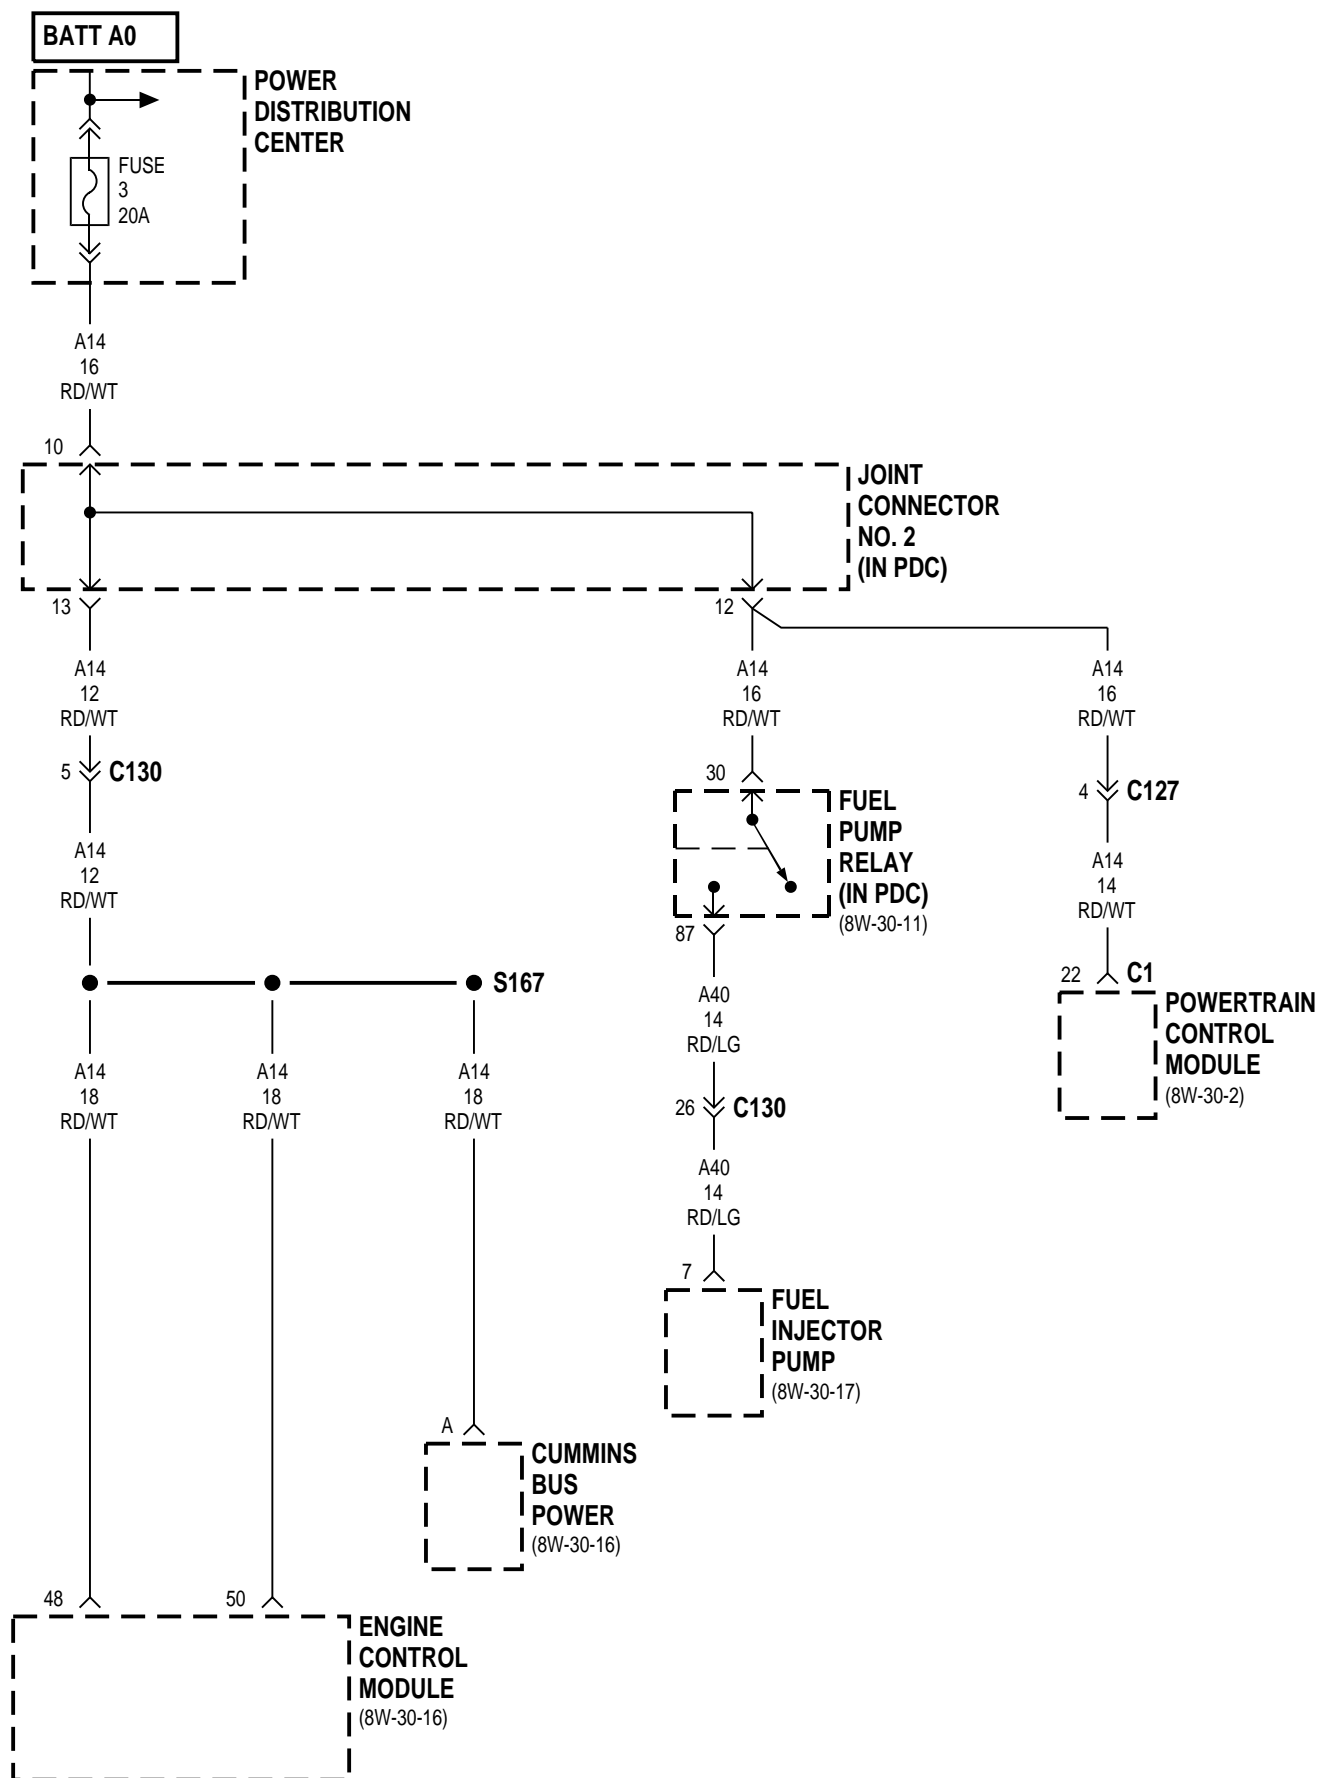 BATT A0
POWER
DISTRIBUTION
CENTER
FUSE
3
20A
A14
16
RD/WT
10
JOINT
CONNECTOR
NO. 2
(IN PDC)
13
12
A14
12
RD/WT
A14
16
RD/WT
A14
16
RD/WT
5
C130
30
4
C127
FUEL
PUMP
RELAY
(IN PDC)
(8W-30-11)
A14
12
RD/WT
A14
14
RD/WT
87
S167
22
C1
POWERTRAIN
CONTROL
MODULE
(8W-30-2)
A40
14
RD/LG
A14
18
RD/WT
A14
18
RD/WT
A14
18
RD/WT
26
C130
A40
14
RD/LG
7
FUEL
INJECTOR
PUMP
(8W-30-17)
A
CUMMINS
BUS
POWER
(8W-30-16)
48
50
ENGINE
CONTROL
MODULE
(8W-30-16)